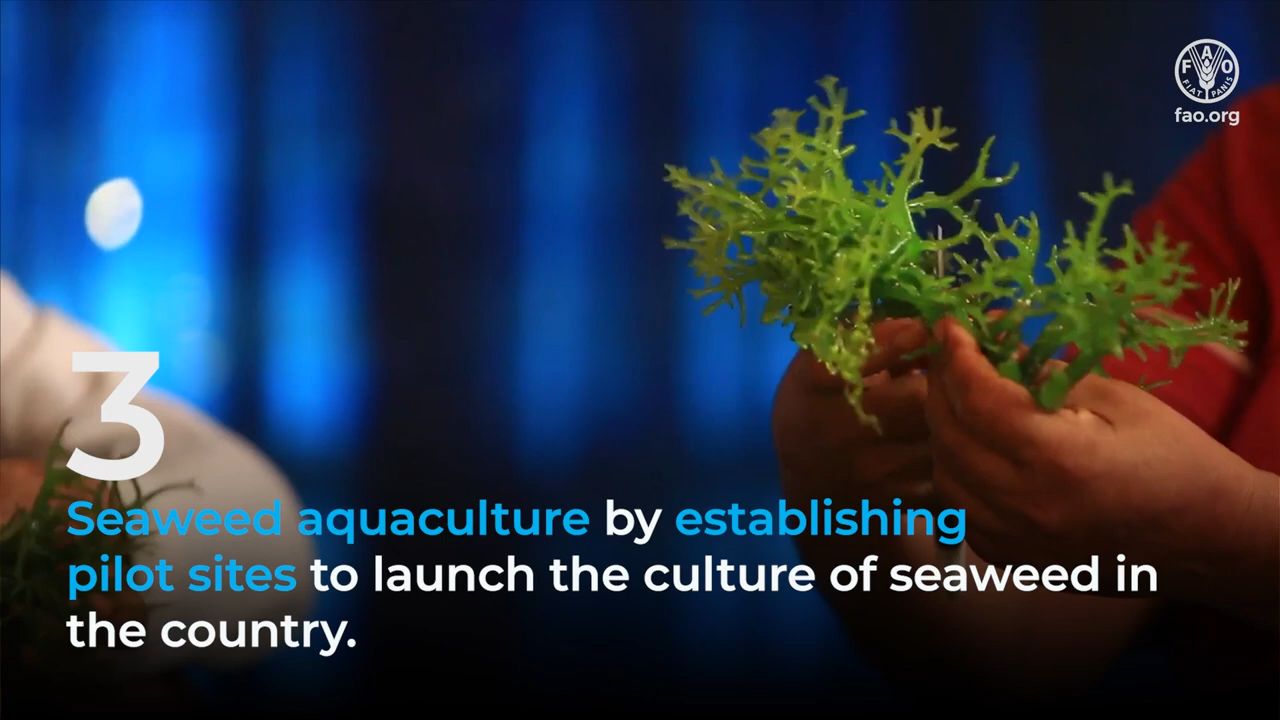 F A O
FIAT PANIS
fao.org
3
Seaweed aquaculture by establishing
pilot sites to launch the culture of seaweed in
the country.